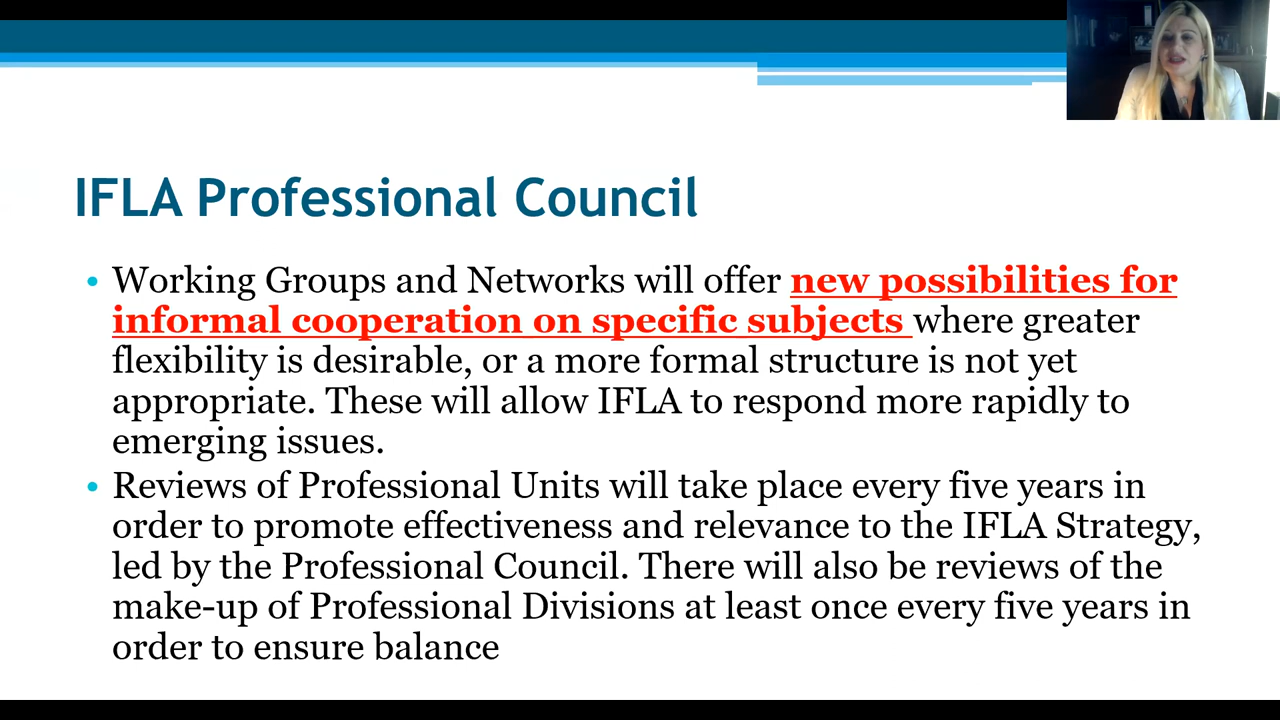 IFLA Professional Council
• Working Groups and Networks will offer new possibilities for
informal cooperation on specific subjects where greater
flexibility is desirable, or a more formal structure is not yet
appropriate. These will allow IFLA to respond more rapidly to
emerging issues.
• Reviews of Professional Units will take place every five years in
order to promote effectiveness and relevance to the IFLA Strategy,
led by the Professional Council. There will also be reviews of the
make-up of Professional Divisions at least once every five years in
order to ensure balance